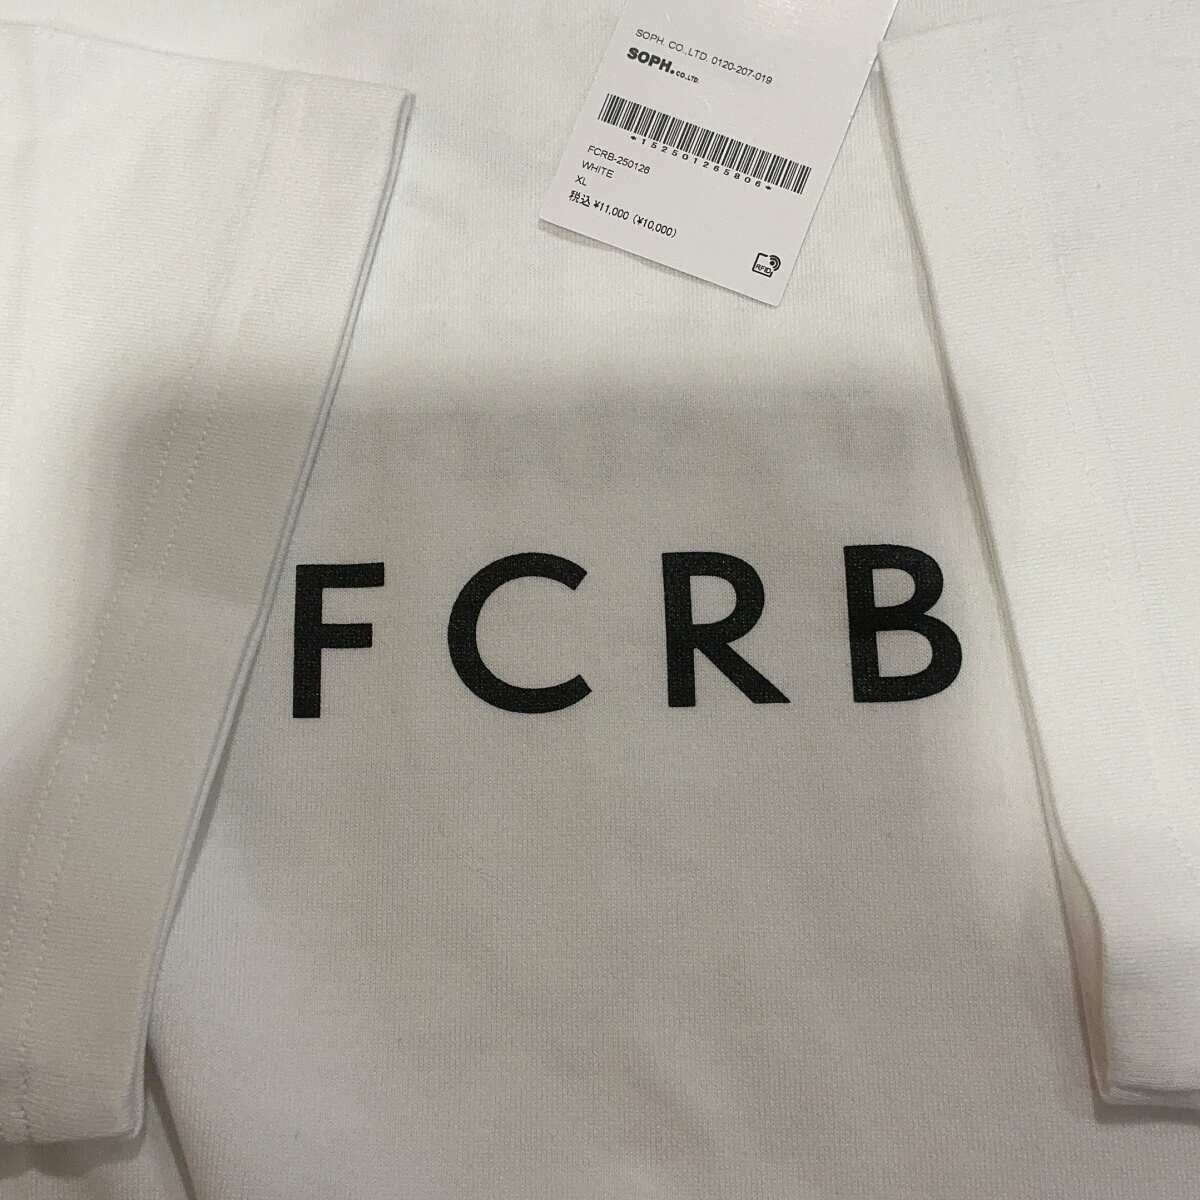 SOPH. CO.,LTD. 0120-207-019
SOPH.CO.,LTD.
*152501265806*
FCRB-250126
WHITE
XL
税込 ¥11,000 (¥10,000)
RFID
FCRB